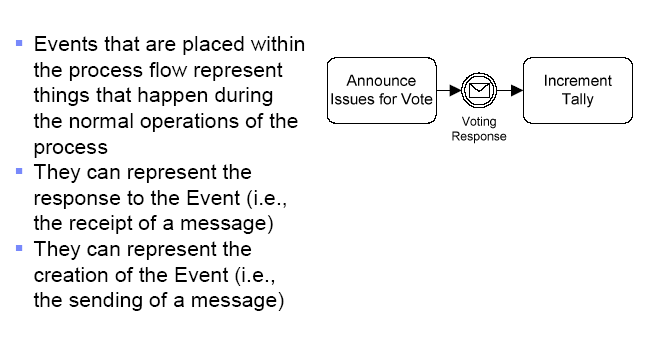 Events that are placed within
the process flow represent
things that happen during
the normal operations of the
process
They can represent the
response to the Event (i.e.,
the receipt of a message)
They can represent the
creation of the Event (i.e.,
the sending of a message)
Announce
Issues for Vote
Voting
Response
Increment
Tally